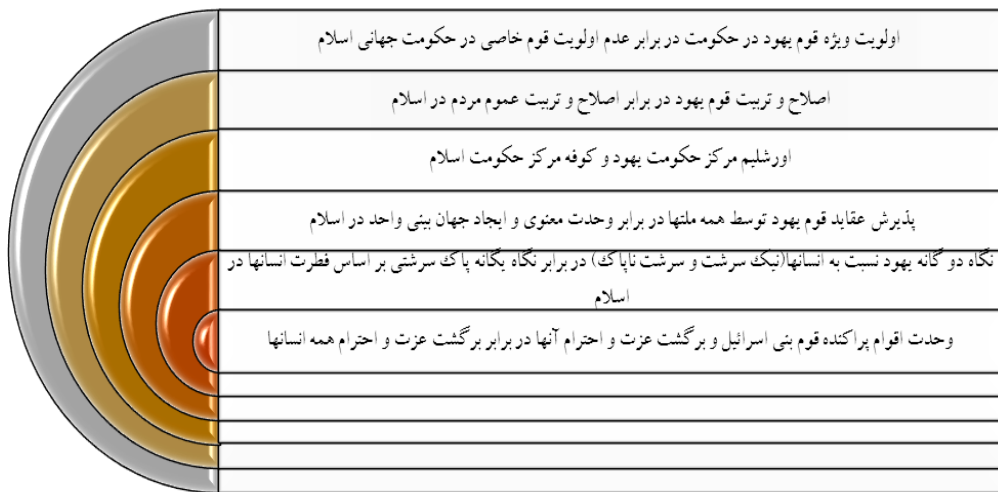 اولویت ویژه قوم یهود در حکومت در برابر عدم اولویت قوم خاصی در حکومت جهانی اسلام
اصلاح و تربیت قوم یهود در برابر اصلاح و تربیت عموم مردم در اسلام
اورشلیم مرکز حکومت یهود و کوفه مرکز حکومت اسلام
پذیرش عقاید قوم یهود توسط همه ملتها در برابر وحدت معنوی و ایجاد جهان بینی واحد در اسلام
نگاه دو گانه یهود نسبت به انسانها(نیک سرشت و سرشت ناپاک) در برابر نگاه یگانه پاک سرشتی بر اساس فطرت انسانها در
اسلام
وحدت اقوام پراکنده قوم بنی اسرائیل و برگشت عزت و احترام آنها در برابر برگشت عزت و احترام همه انسانها